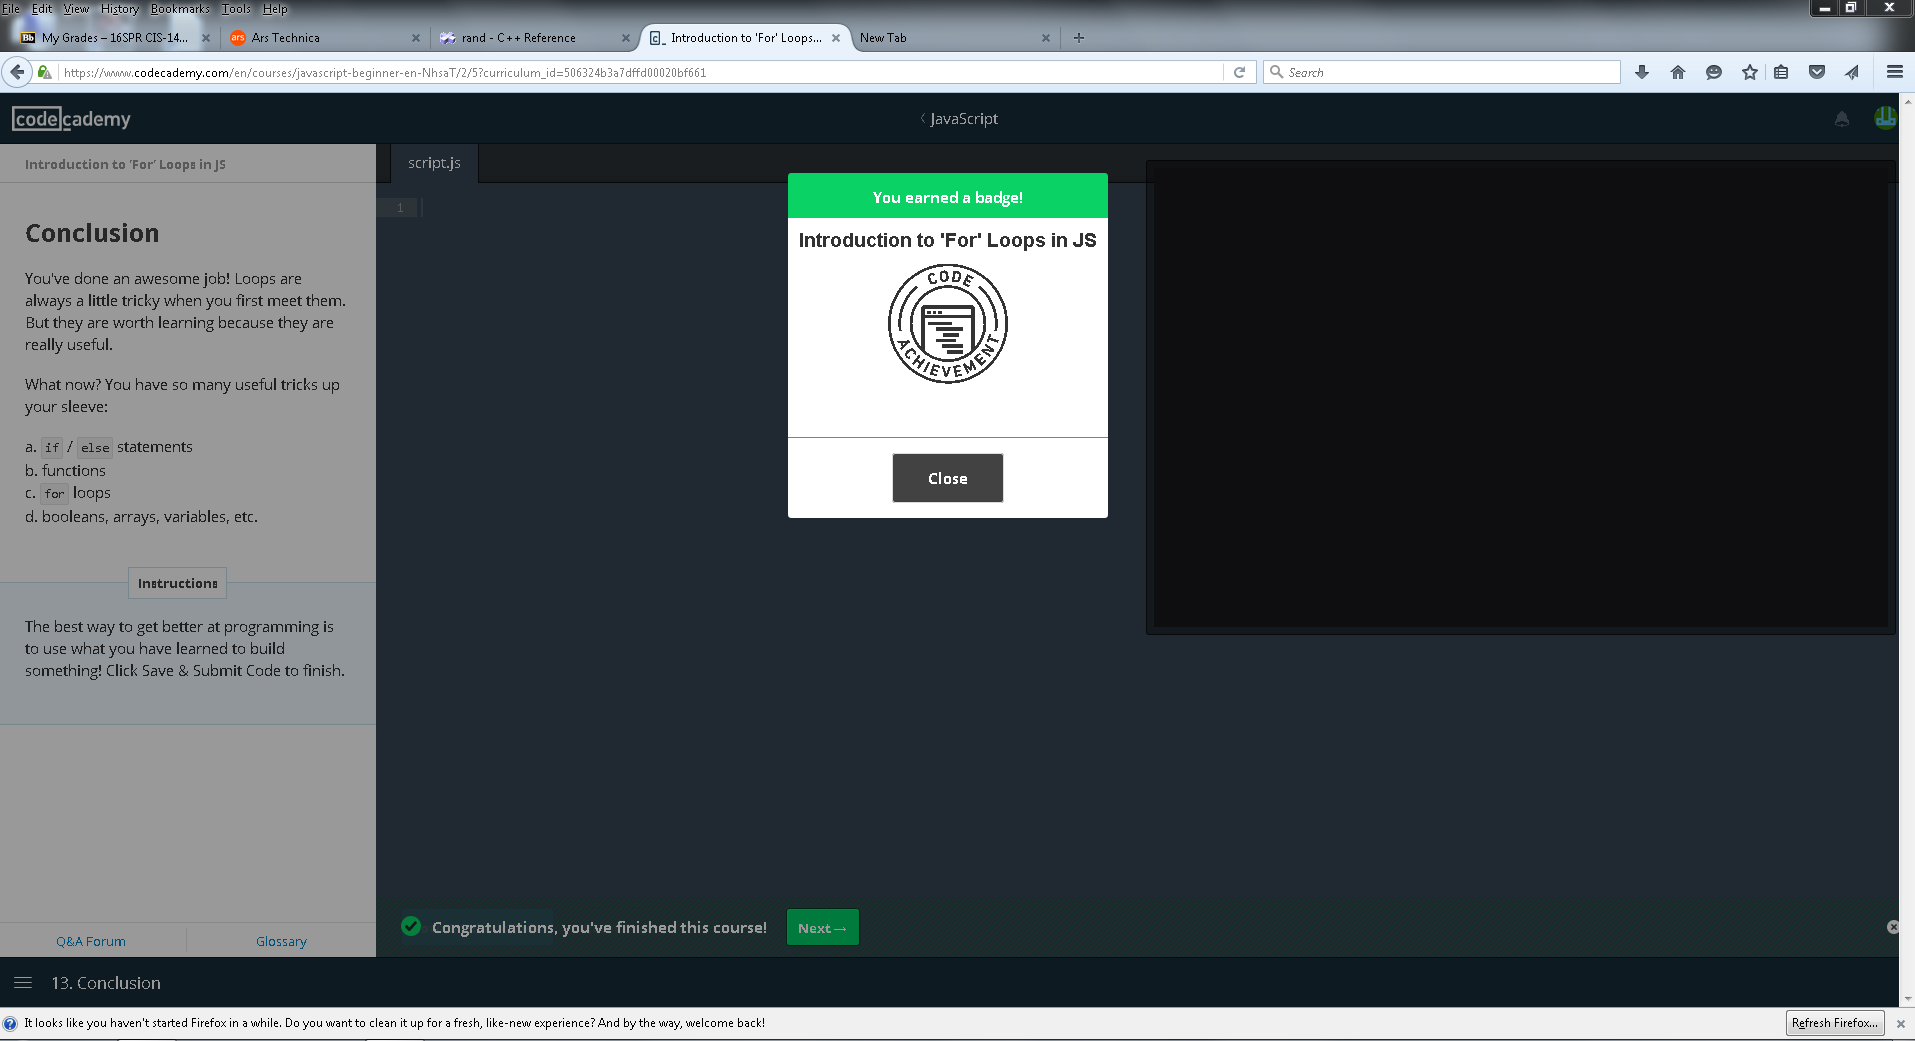 File Edit View History Bookmarks Tools Help
My Grades – 16SPR CIS-14...
Ars Technica
rand - C++ Reference
Introduction to 'For' Loops...
New Tab
https://www.codecademy.com/en/courses/javascript-beginner-en-NhsaT/2/5?curriculum_id=506324b3a7dffd00020bf661
Search
codecademy
JavaScript
Introduction to 'For' Loops in JS
script.js
1
Conclusion
You've done an awesome job! Loops are
always a little tricky when you first meet them.
But they are worth learning because they are
really useful.
What now? You have so many useful tricks up
your sleeve:
a. if / else statements
b. functions
c. for loops
d. booleans, arrays, variables, etc.
Instructions
The best way to get better at programming is
to use what you have learned to build
something! Click Save & Submit Code to finish.
You earned a badge!
Introduction to 'For' Loops in JS
CODE
ACHIEVEMENT
Close
Congratulations, you've finished this course!
Next→
Q&A Forum
Glossary
13. Conclusion
It looks like you haven't started Firefox in a while. Do you want to clean it up for a fresh, like-new experience? And by the way, welcome back!
Refresh Firefox...